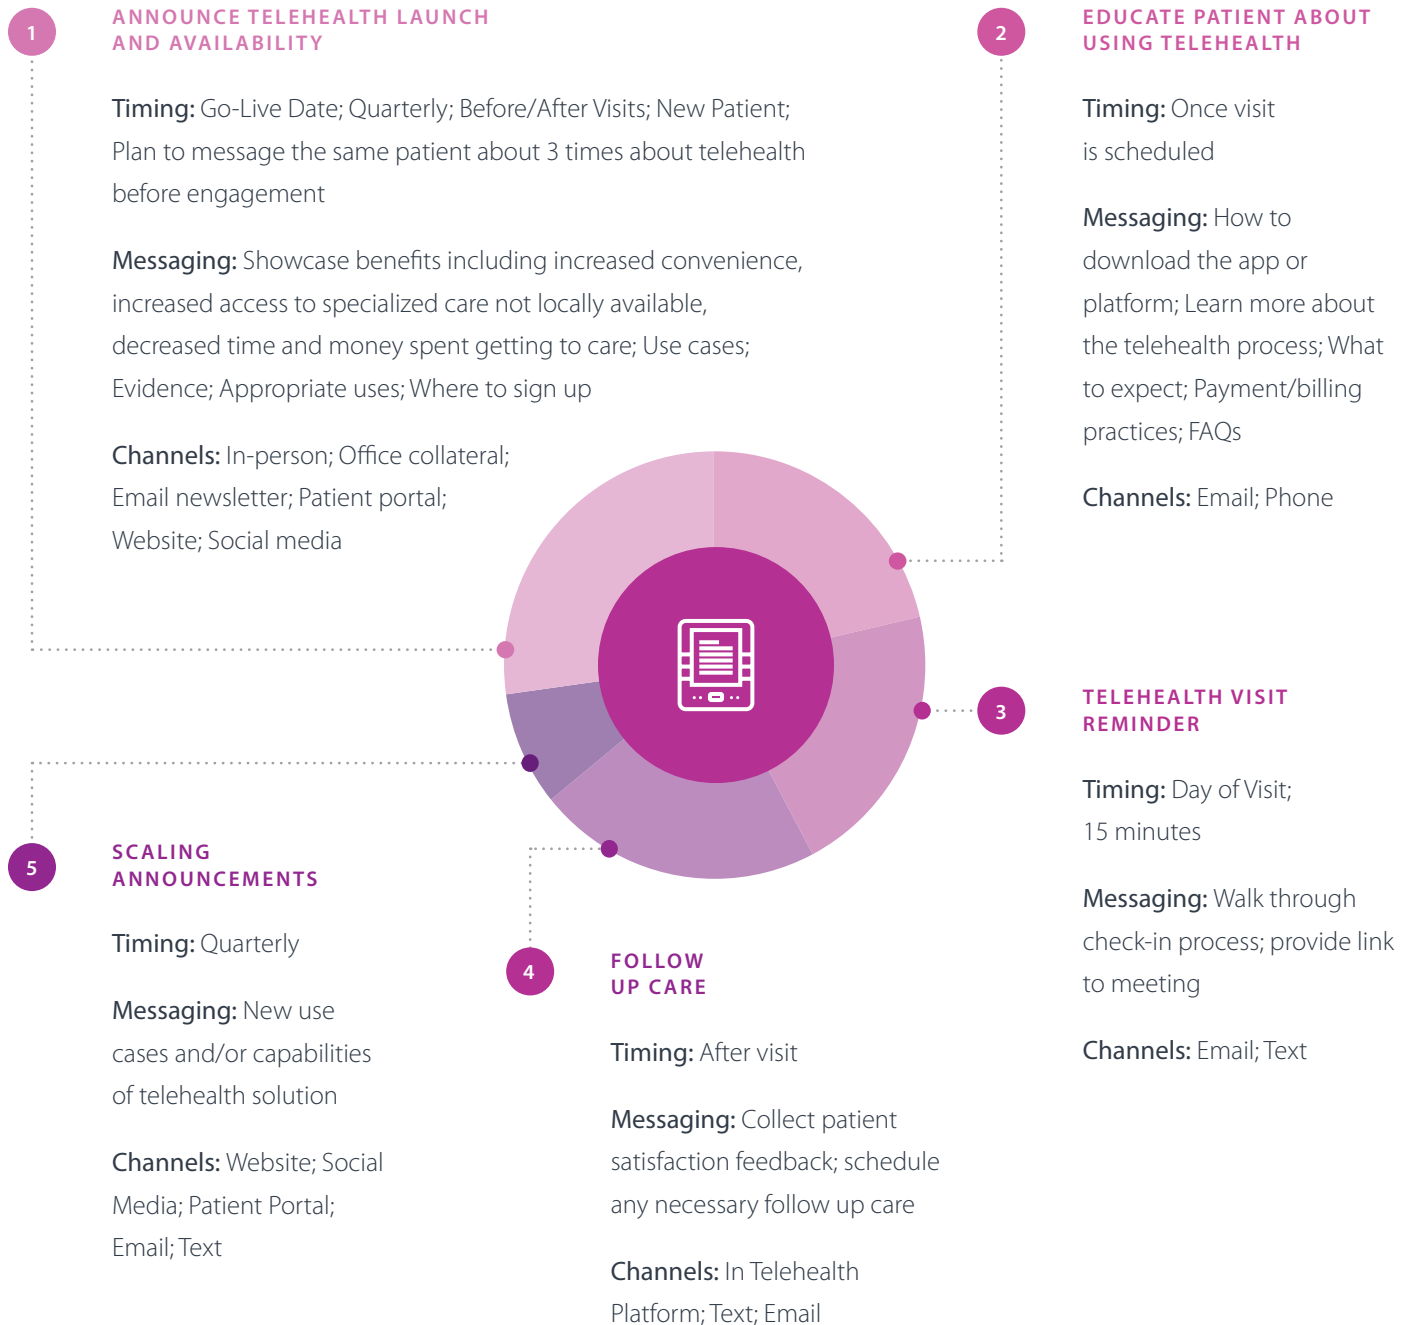 1
ANNOUNCE TELEHEALTH LAUNCH
AND AVAILABILITY
Timing: Go-Live Date; Quarterly; Before/After Visits; New Patient;
Plan to message the same patient about 3 times about telehealth
before engagement
Messaging: Showcase benefits including increased convenience,
increased access to specialized care not locally available,
decreased time and money spent getting to care; Use cases;
Evidence; Appropriate uses; Where to sign up
Channels: In-person; Office collateral;
Email newsletter; Patient portal;
Website; Social media
2
EDUCATE PATIENT ABOUT
USING TELEHEALTH
Timing: Once visit
is scheduled
Messaging: How to
download the app or
platform; Learn more about
the telehealth process; What
to expect; Payment/billing
practices; FAQs
Channels: Email; Phone
3
TELEHEALTH VISIT
REMINDER
Timing: Day of Visit;
15 minutes
Messaging: Walk through
check-in process; provide link
to meeting
Channels: Email; Text
4
FOLLOW
UP CARE
Timing: After visit
Messaging: Collect patient
satisfaction feedback; schedule
any necessary follow up care
Channels: In Telehealth
Platform; Text; Email
5
SCALING
ANNOUNCEMENTS
Timing: Quarterly
Messaging: New use
cases and/or capabilities
of telehealth solution
Channels: Website; Social
Media; Patient Portal;
Email; Text